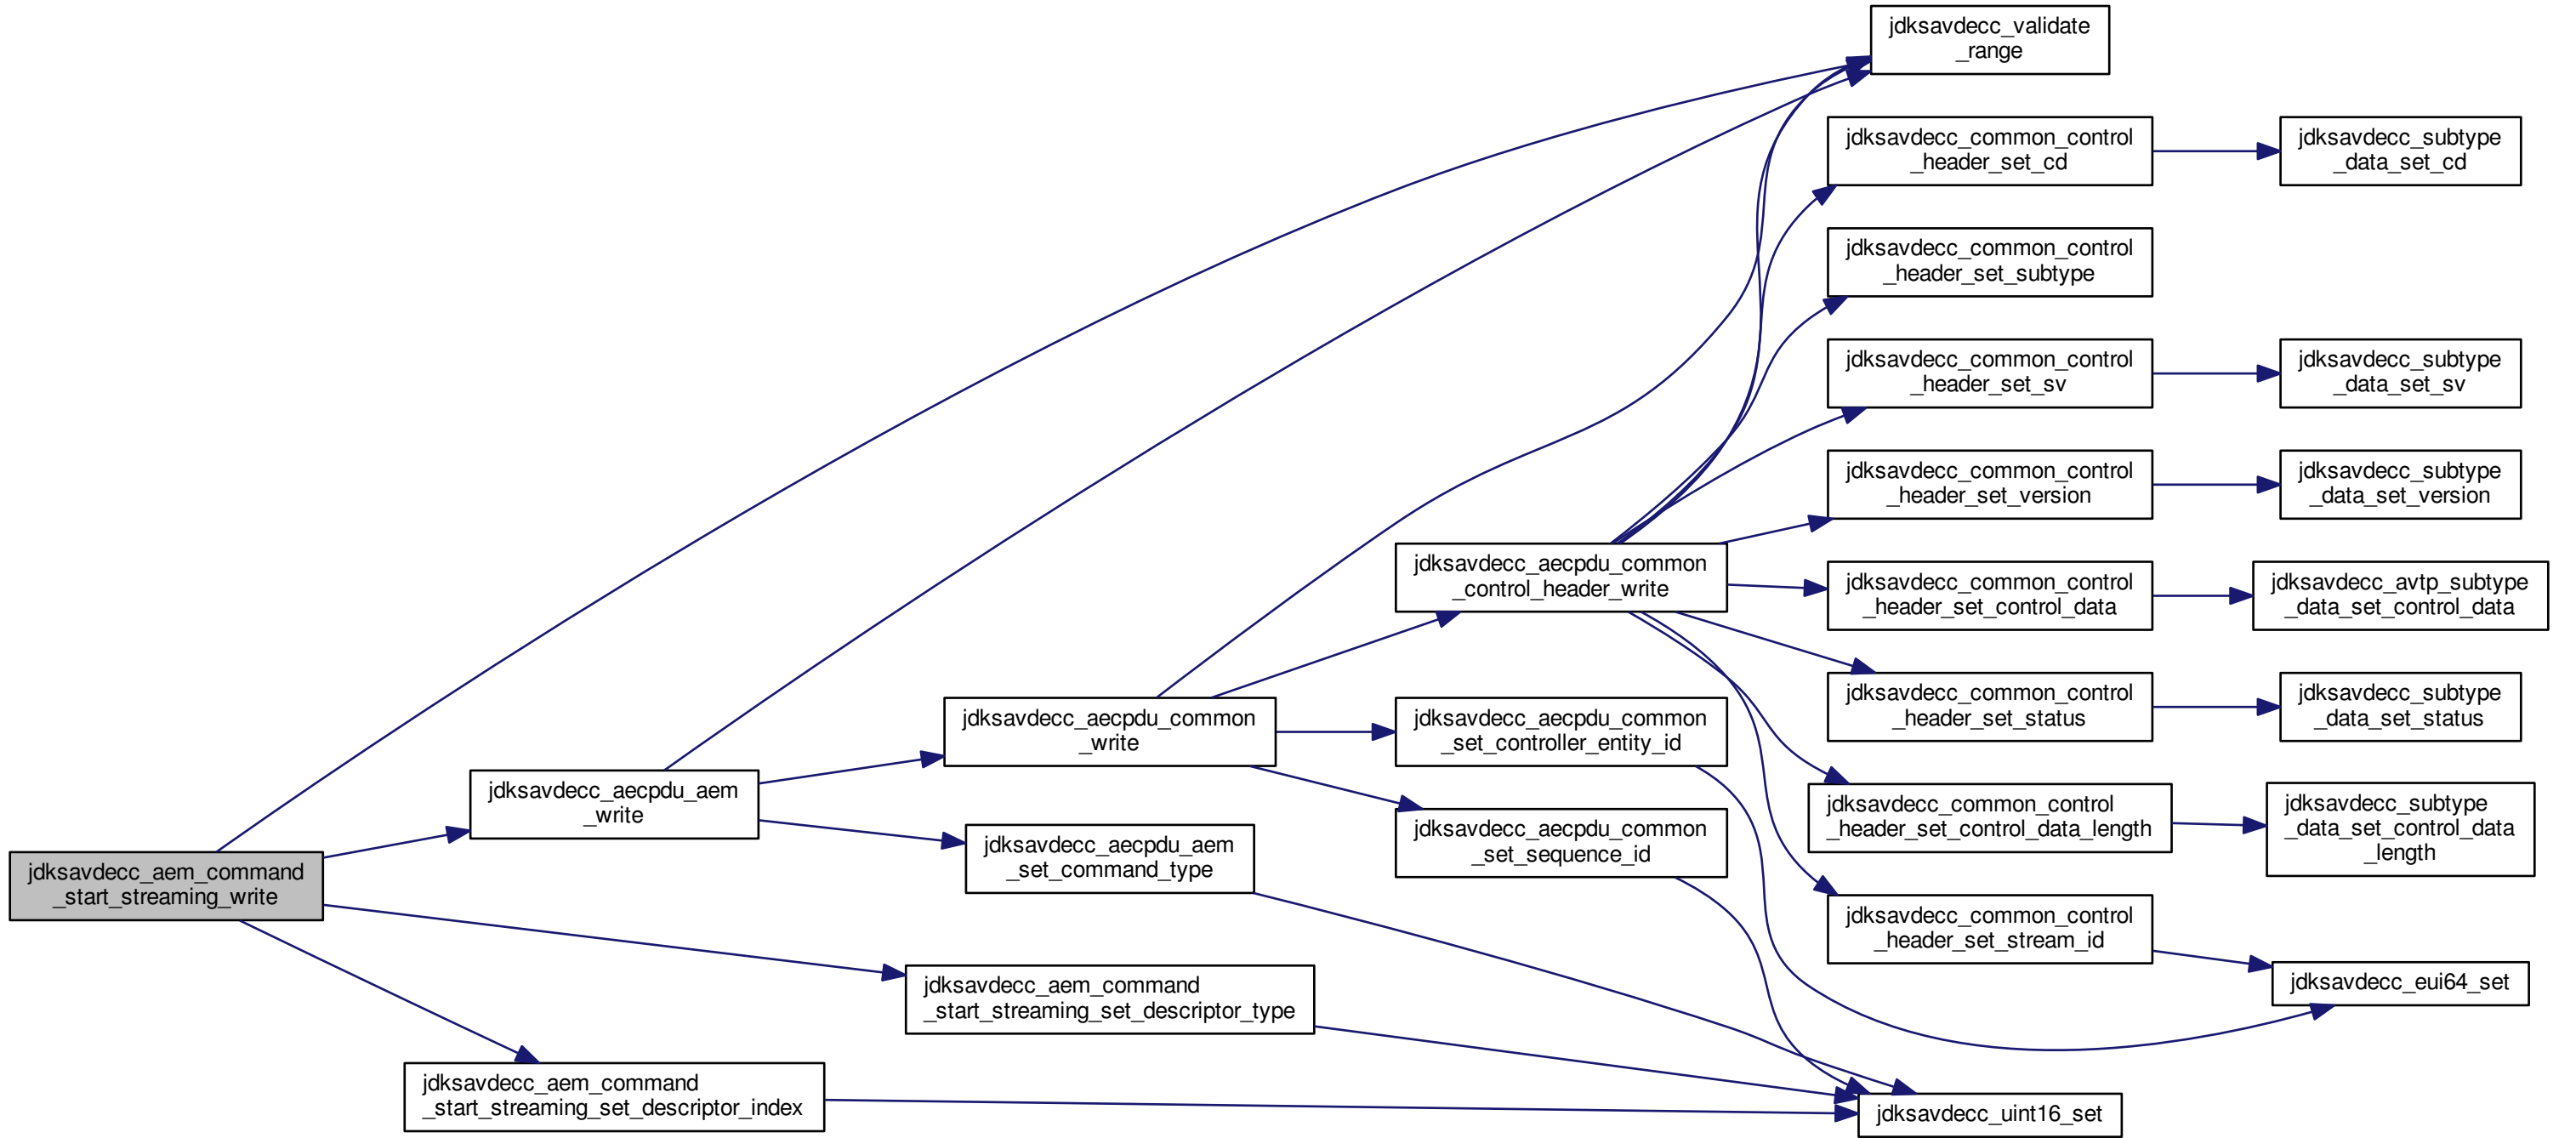 jdksavdecc_aem_command
_start_streaming_write
jdksavdecc_aecpdu_aem
_write
jdksavdecc_aem_command
_start_streaming_set_descriptor_index
jdksavdecc_aecpdu_common
_write
jdksavdecc_aecpdu_aem
_set_command_type
jdksavdecc_aem_command
_start_streaming_set_descriptor_type
jdksavdecc_aecpdu_common
_control_header_write
jdksavdecc_aecpdu_common
_set_controller_entity_id
jdksavdecc_aecpdu_common
_set_sequence_id
jdksavdecc_validate
_range
jdksavdecc_common_control
_header_set_cd
jdksavdecc_common_control
_header_set_subtype
jdksavdecc_common_control
_header_set_sv
jdksavdecc_common_control
_header_set_version
jdksavdecc_common_control
_header_set_control_data
jdksavdecc_common_control
_header_set_status
jdksavdecc_common_control
_header_set_control_data_length
jdksavdecc_common_control
_header_set_stream_id
jdksavdecc_uint16_set
jdksavdecc_subtype
_data_set_cd
jdksavdecc_subtype
_data_set_sv
jdksavdecc_subtype
_data_set_version
jdksavdecc_avtp_subtype
_data_set_control_data
jdksavdecc_subtype
_data_set_status
jdksavdecc_subtype
_data_set_control_data
_length
jdksavdecc_eui64_set